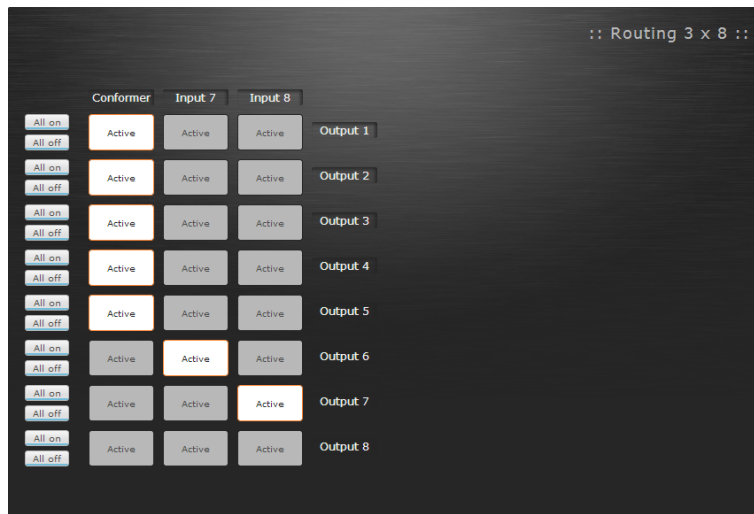 :: Routing 3 x 8 ::
Conformer Input 7 Input 8
All on
Active Active Active Output 1
All off
All on
Active Active Active Output 2
All off
All on
Active Active Active Output 3
All off
All on
Active Active Active Output 4
All off
All on
Active Active Active Output 5
All off
All on
Active Active Active Output 6
All off
All on
Active Active Active Output 7
All off
All on
Active Active Active Output 8
All off